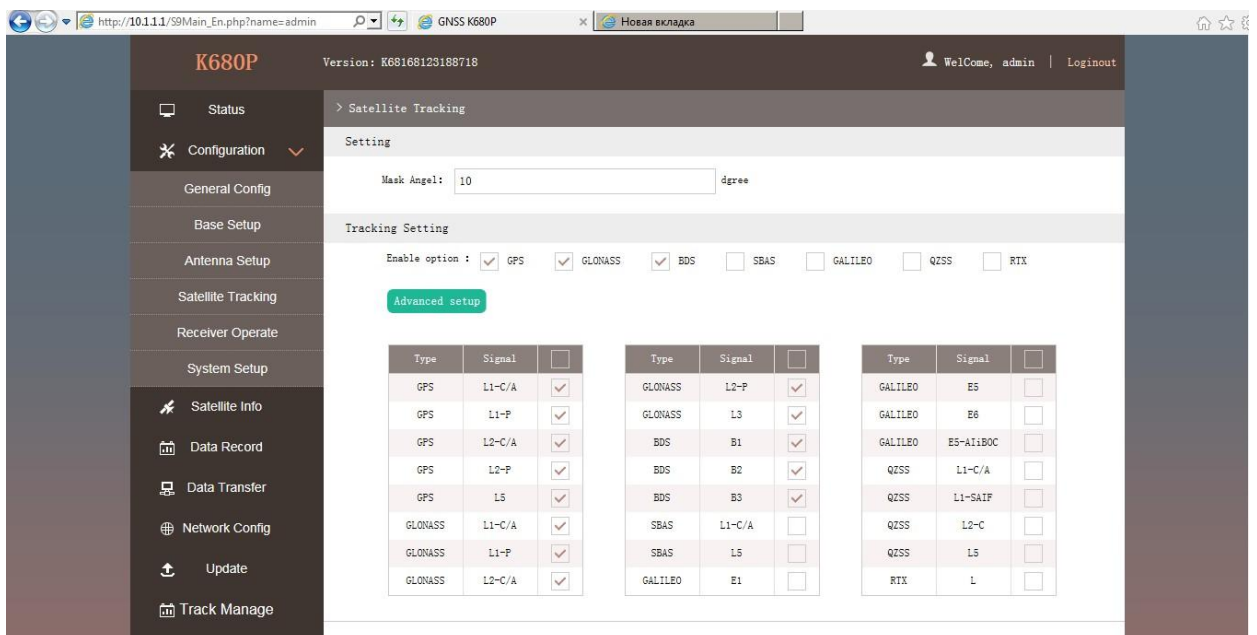 http://10.1.1.1/S9Main_En.php?name=admin
GNSS K680P
Новая вкладка
K680P
Version: K68168123188718
WelCome, admin | Loginout
Status
Configuration
General Config
Base Setup
Antenna Setup
Satellite Tracking
Receiver Operate
System Setup
Satellite Info
Data Record
Data Transfer
Network Config
Update
Track Manage
> Satellite Tracking
Setting
Mask Angel: 10 dgree
Tracking Setting
Enable option : GPS GLONASS BDS SBAS GALILEO QZSS RTX
Advanced setup
Type Signal
GPS L1-C/A
GPS L1-P
GPS L2-C/A
GPS L2-P
GPS L5
GLONASS L1-C/A
GLONASS L1-P
GLONASS L2-C/A
Type Signal
GLONASS L2-P
GLONASS L3
BDS B1
BDS B2
BDS B3
SBAS L1-C/A
SBAS L5
GALILEO E1
Type Signal
GALILEO E5
GALILEO E6
GALILEO E5-AIiBOC
QZSS L1-C/A
QZSS L1-SAIF
QZSS L2-C
QZSS L5
RTX L